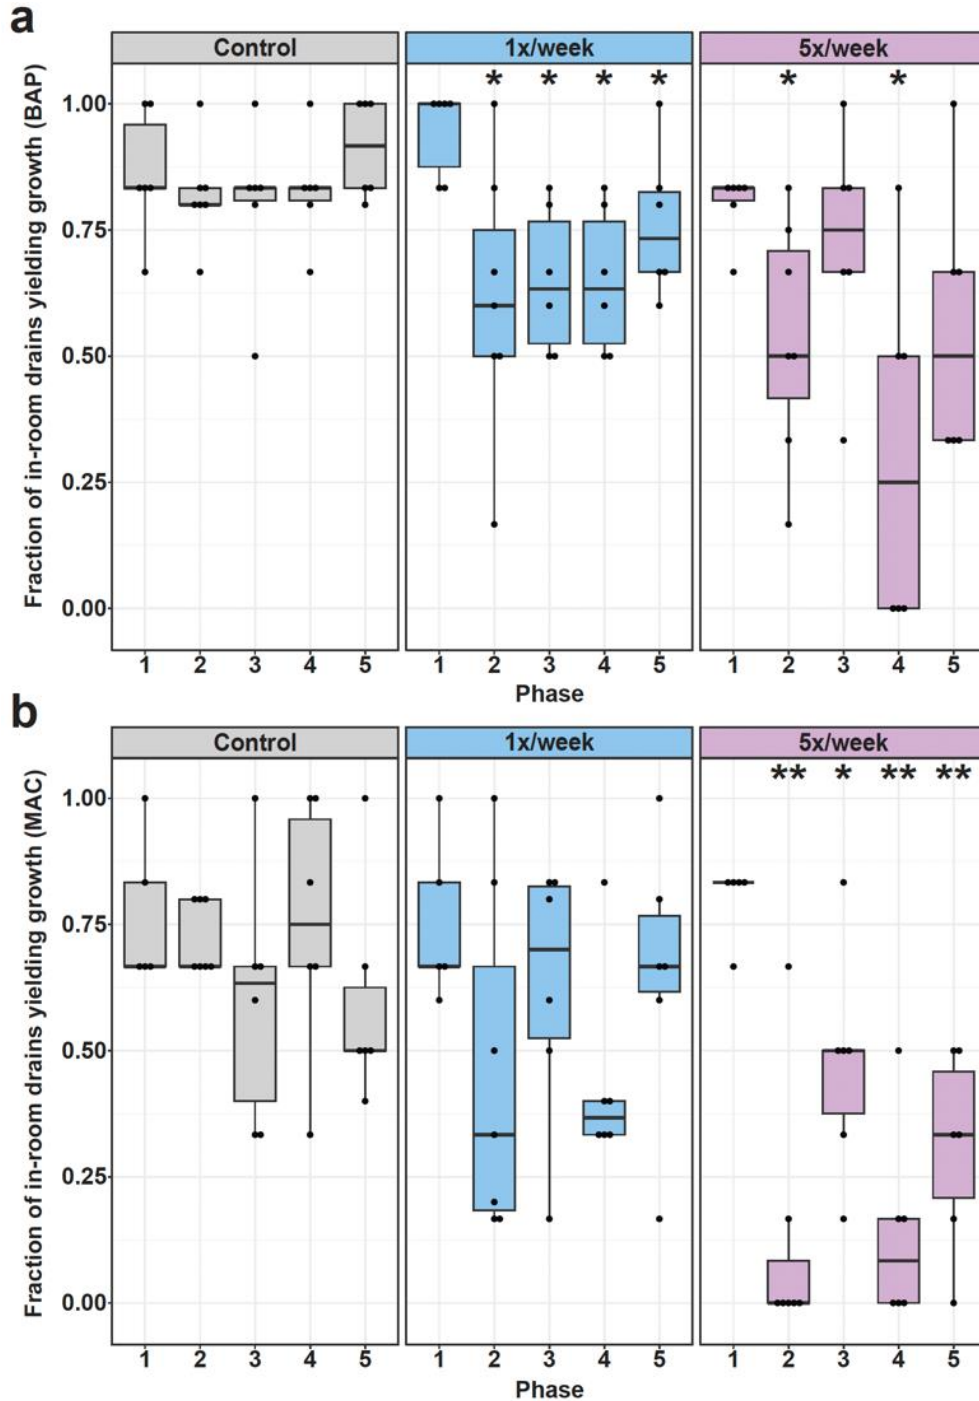 a
Control 1x/week 5x/week
* * * * * *
Fraction of in-room drains yielding growth (BAP)
1.00
0.75
0.50
0.25
0.00
1 2 3 4 5 1 2 3 4 5 1 2 3 4 5
Phase
b
Control 1x/week 5x/week
** * ** **
Fraction of in-room drains yielding growth (MAC)
1.00
0.75
0.50
0.25
0.00
1 2 3 4 5 1 2 3 4 5 1 2 3 4 5
Phase